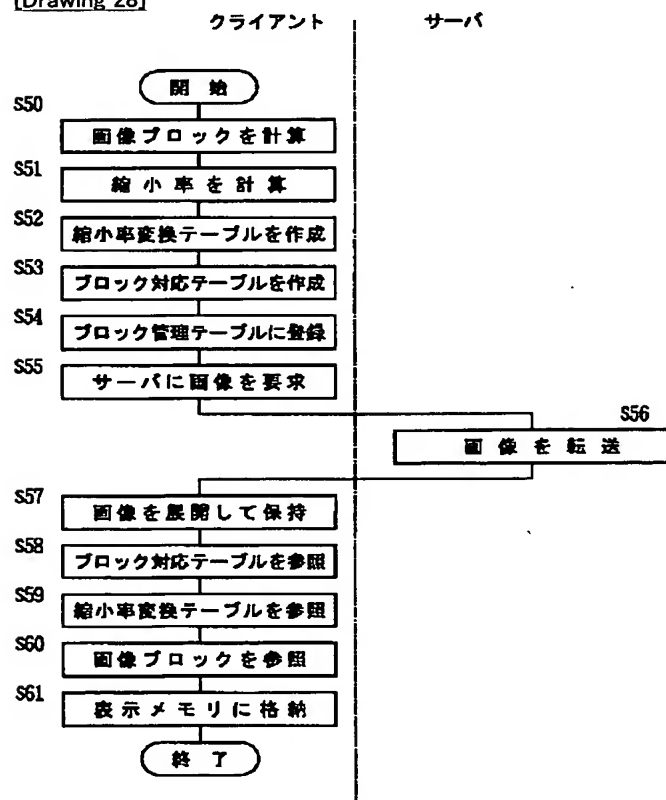 [Drawing 28]
クライアント サーバ
開 始
S50
画像ブロックを計算
S51
縮 小 率 を 計 算
S52
縮小率変換テーブルを作成
S53
ブロック対応テーブルを作成
S54
ブロック管理テーブルに登録
S55
サーバに画像を要求
S56
画 像 を 転 送
S57
画像を展開して保持
S58
ブロック対応テーブルを参照
S59
縮小率変換テーブルを参照
S60
画像ブロックを参照
S61
表示メモリに格納
終 了